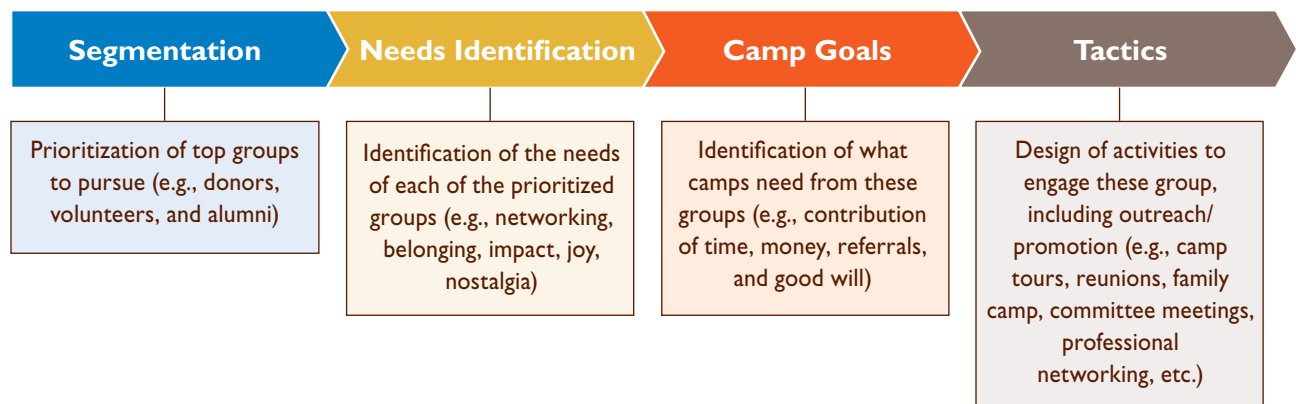 Segmentation
Needs Identification
Camp Goals
Tactics
Prioritization of top groups
to pursue (e.g., donors,
volunteers, and alumni)
Identification of the needs
of each of the prioritized
groups (e.g., networking,
belonging, impact, joy,
nostalgia)
Identification of what
camps need from these
groups (e.g., contribution
of time, money, referrals,
and good will)
Design of activities to
engage these group,
including outreach/
promotion (e.g., camp
tours, reunions, family
camp, committee meetings,
professional
networking, etc.)